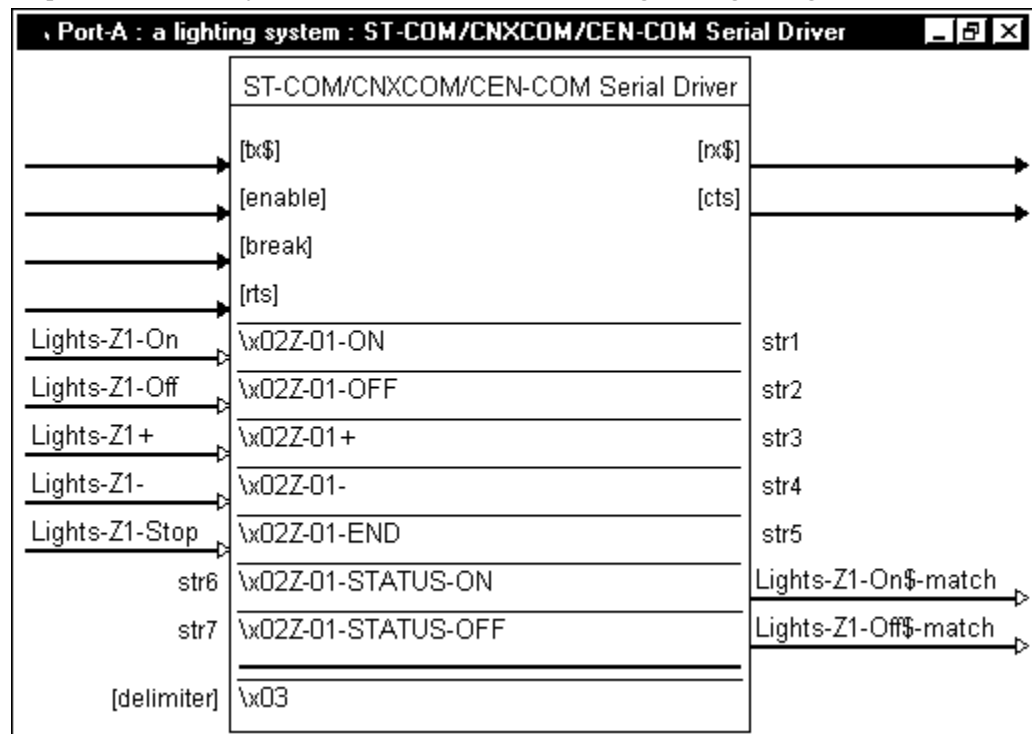 Port-A : a lighting system : ST-COM/CNXCOM/CEN-COM Serial Driver
ST-COM/CNXCOM/CEN-COM Serial Driver
[tx$] [rx$]
[enable] [cts]
[break]
[rts]
Lights-Z1-On \x02Z-01-ON str1
Lights-Z1-Off \x02Z-01-OFF str2
Lights-Z1+ \x02Z-01+ str3
Lights-Z1- \x02Z-01- str4
Lights-Z1-Stop \x02Z-01-END str5
str6 \x02Z-01-STATUS-ON Lights-Z1-On$-match
str7 \x02Z-01-STATUS-OFF Lights-Z1-Off$-match
[delimiter] \x03